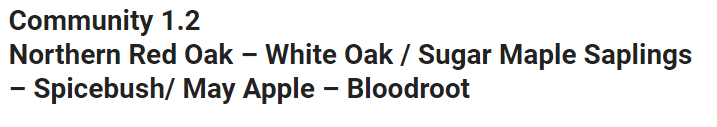 Community 1.2
Northern Red Oak – White Oak / Sugar Maple Saplings
– Spicebush/ May Apple – Bloodroot